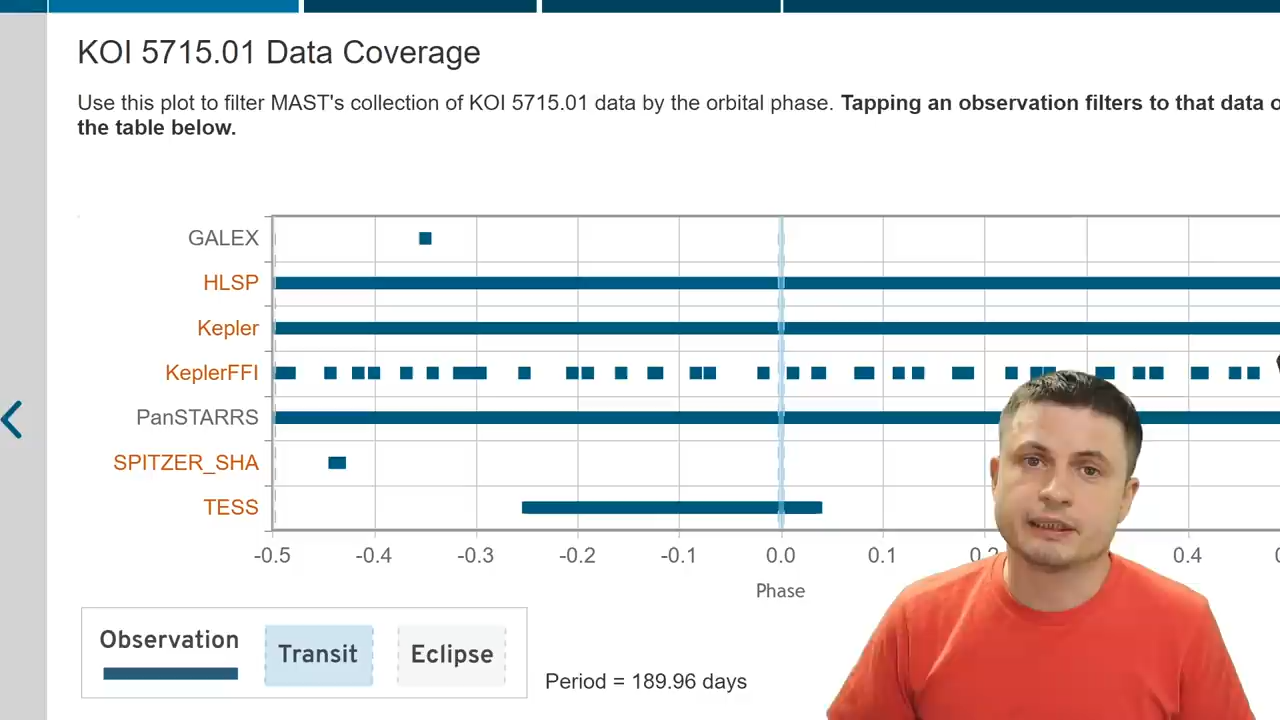 KOI 5715.01 Data Coverage
Use this plot to filter MAST's collection of KOI 5715.01 data by the orbital phase. Tapping an observation filters to that data
the table below.
GALEX
HLSP
Kepler
KeplerFFI
PanSTARRS
SPITZER_SHA
TESS
-0.5 -0.4 -0.3 -0.2 -0.1 0.0 0.1 0.4
Phase
Observation Transit Eclipse
Period = 189.96 days